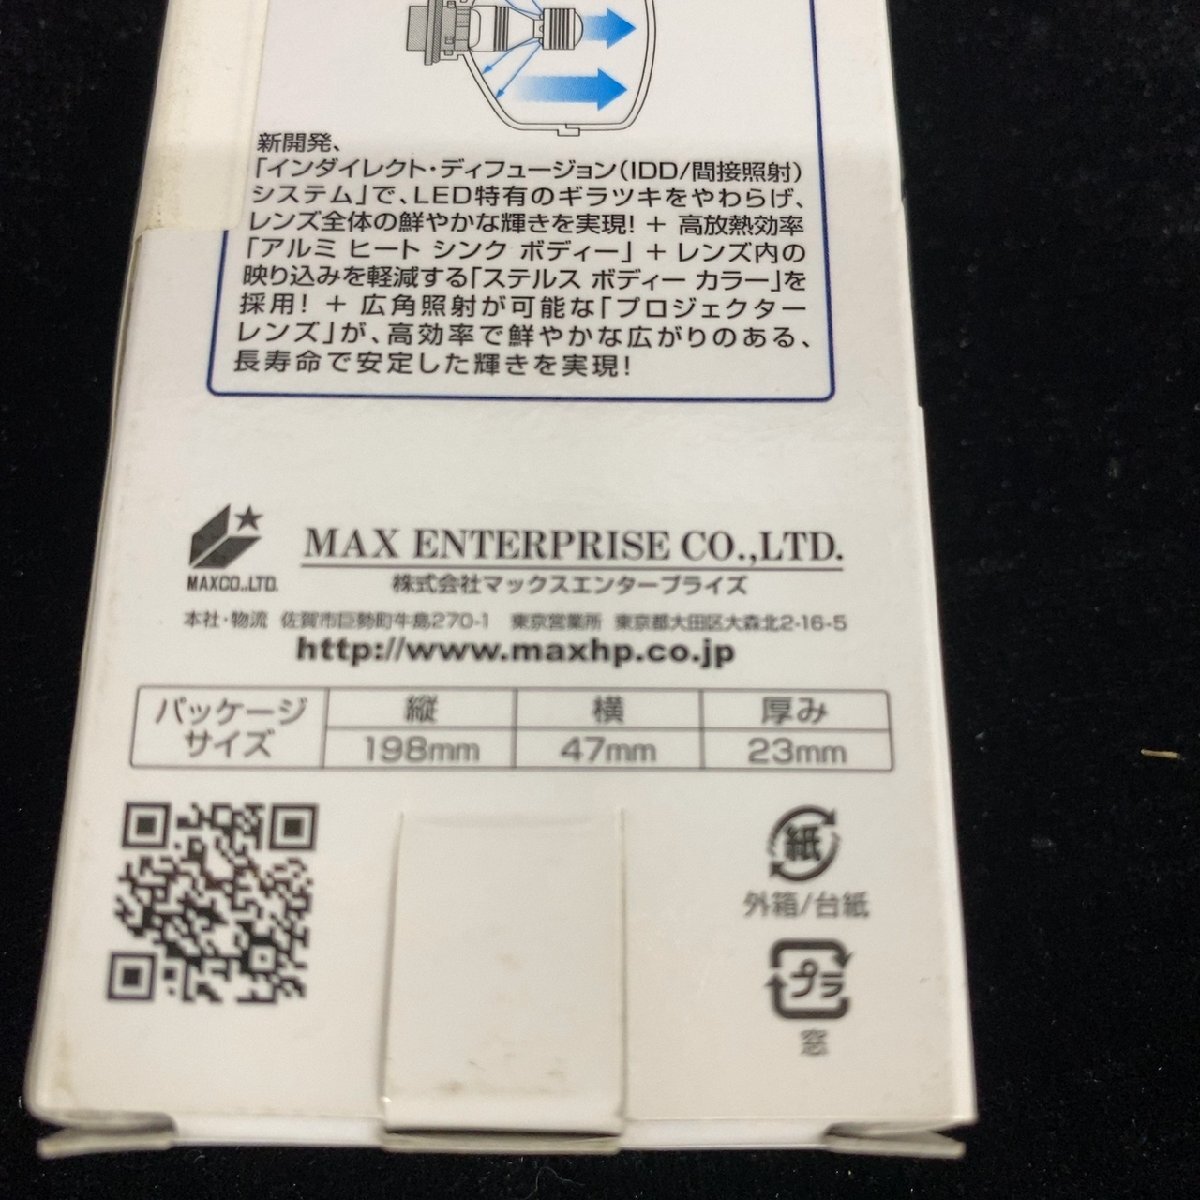 新開発、
「インダイレクト・ディフュージョン(IDD/間接照射)
システム」で、LED特有のギラツキをやわらげ、
レンズ全体の鮮やかな輝きを実現! + 高放熱効率
「アルミ ヒート シンク ボディー」+レンズ内の
映り込みを軽減する「ステルス ボディー カラー」を
採用! + 広角照射が可能な「プロジェクター
レンズ」が、高効率で鮮やかな広がりのある、
長寿命で安定した輝きを実現!
MAXCO.,LTD.
MAX ENTERPRISE CO.,LTD.
株式会社マックスエンタープライズ
本社・物流 佐賀市巨勢町牛島270-1 東京営業所 東京都大田区大森北2-16-5
http://www.maxhp.co.jp
パッケージ
サイズ
縦 横 厚み
198mm 47mm 23mm
紙
外箱/台紙
プラ
窓